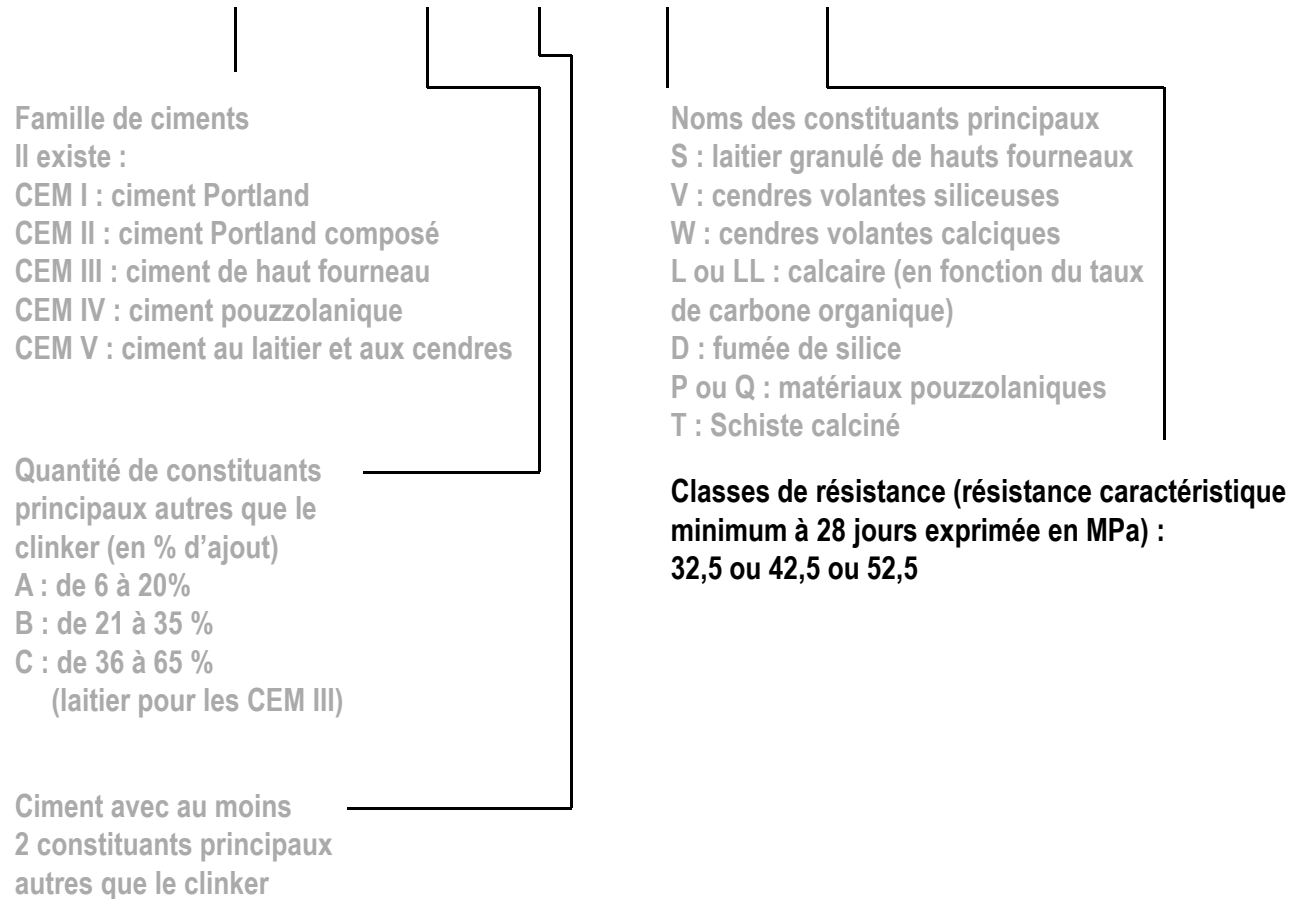 Famille de ciments
Il existe :
CEM I : ciment Portland
CEM II : ciment Portland composé
CEM III : ciment de haut fourneau
CEM IV : ciment pouzzolanique
CEM V : ciment au laitier et aux cendres
Quantité de constituants
principaux autres que le
clinker (en % d’ajout)
A : de 6 à 20%
B : de 21 à 35 %
C : de 36 à 65 %
(laitier pour les CEM III)
Ciment avec au moins
2 constituants principaux
autres que le clinker
Noms des constituants principaux
S : laitier granulé de hauts fourneaux
V : cendres volantes siliceuses
W : cendres volantes calciques
L ou LL : calcaire (en fonction du taux
de carbone organique)
D : fumée de silice
P ou Q : matériaux pouzzolaniques
T : Schiste calciné
Classes de résistance (résistance caractéristique
minimum à 28 jours exprimée en MPa) :
32,5 ou 42,5 ou 52,5